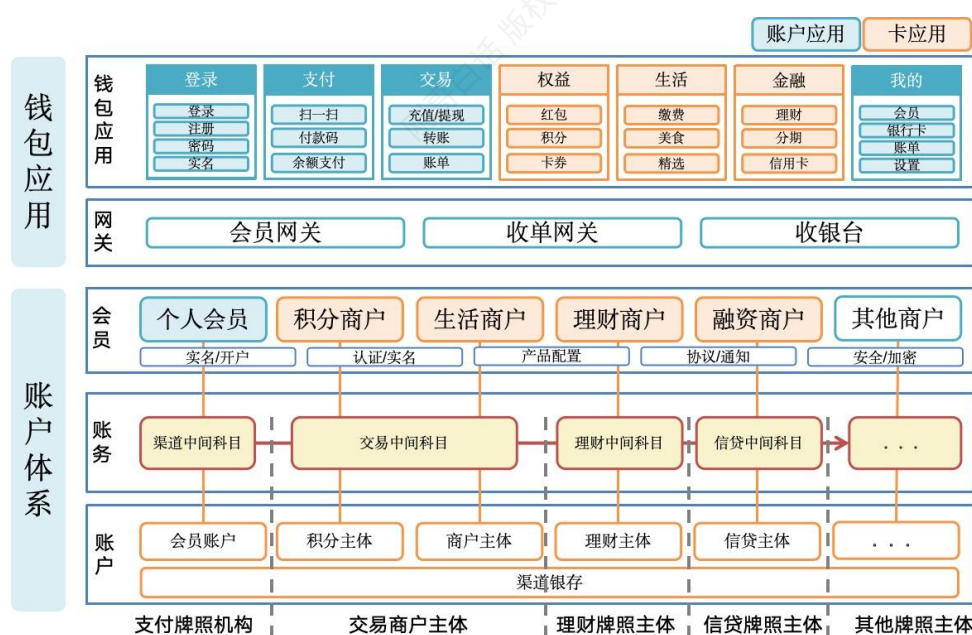 账户应用 卡应用
钱包应用
钱包应用
登录 支付 交易 权益 生活 金融 我的
登录 扫一扫 充值/提现 红包 缴费 理财 会员
注册 付款码 转账 积分 美食 分期 银行卡
密码 余额支付 账单 卡券 精选 信用卡 账单
实名 设置
网关
会员网关 收单网关 收银台
账户体系
会员
个人会员 积分商户 生活商户 理财商户 融资商户 其他商户
实名/开户 认证/实名 产品配置 协议/通知 安全/加密
账务
渠道中间科目 交易中间科目 理财中间科目 信贷中间科目 . . .
账户
会员账户 积分主体 商户主体 理财主体 信贷主体 . . .
渠道银存
支付牌照机构 交易商户主体 理财牌照主体 信贷牌照主体 其他牌照主体